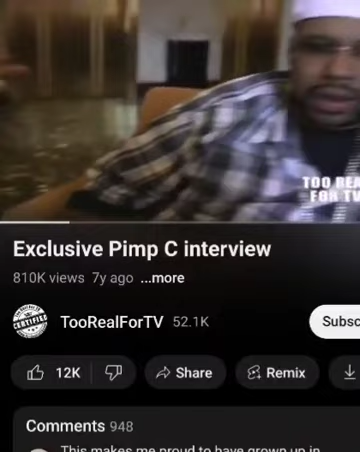 TOO REA
FOR TV
Exclusive Pimp C interview
810K views 7y ago ...more
CERTIFIED
TooRealForTV 52.1K
Subsc
12K
Share
Remix
Comments 948
This makes me proud to have grown up in